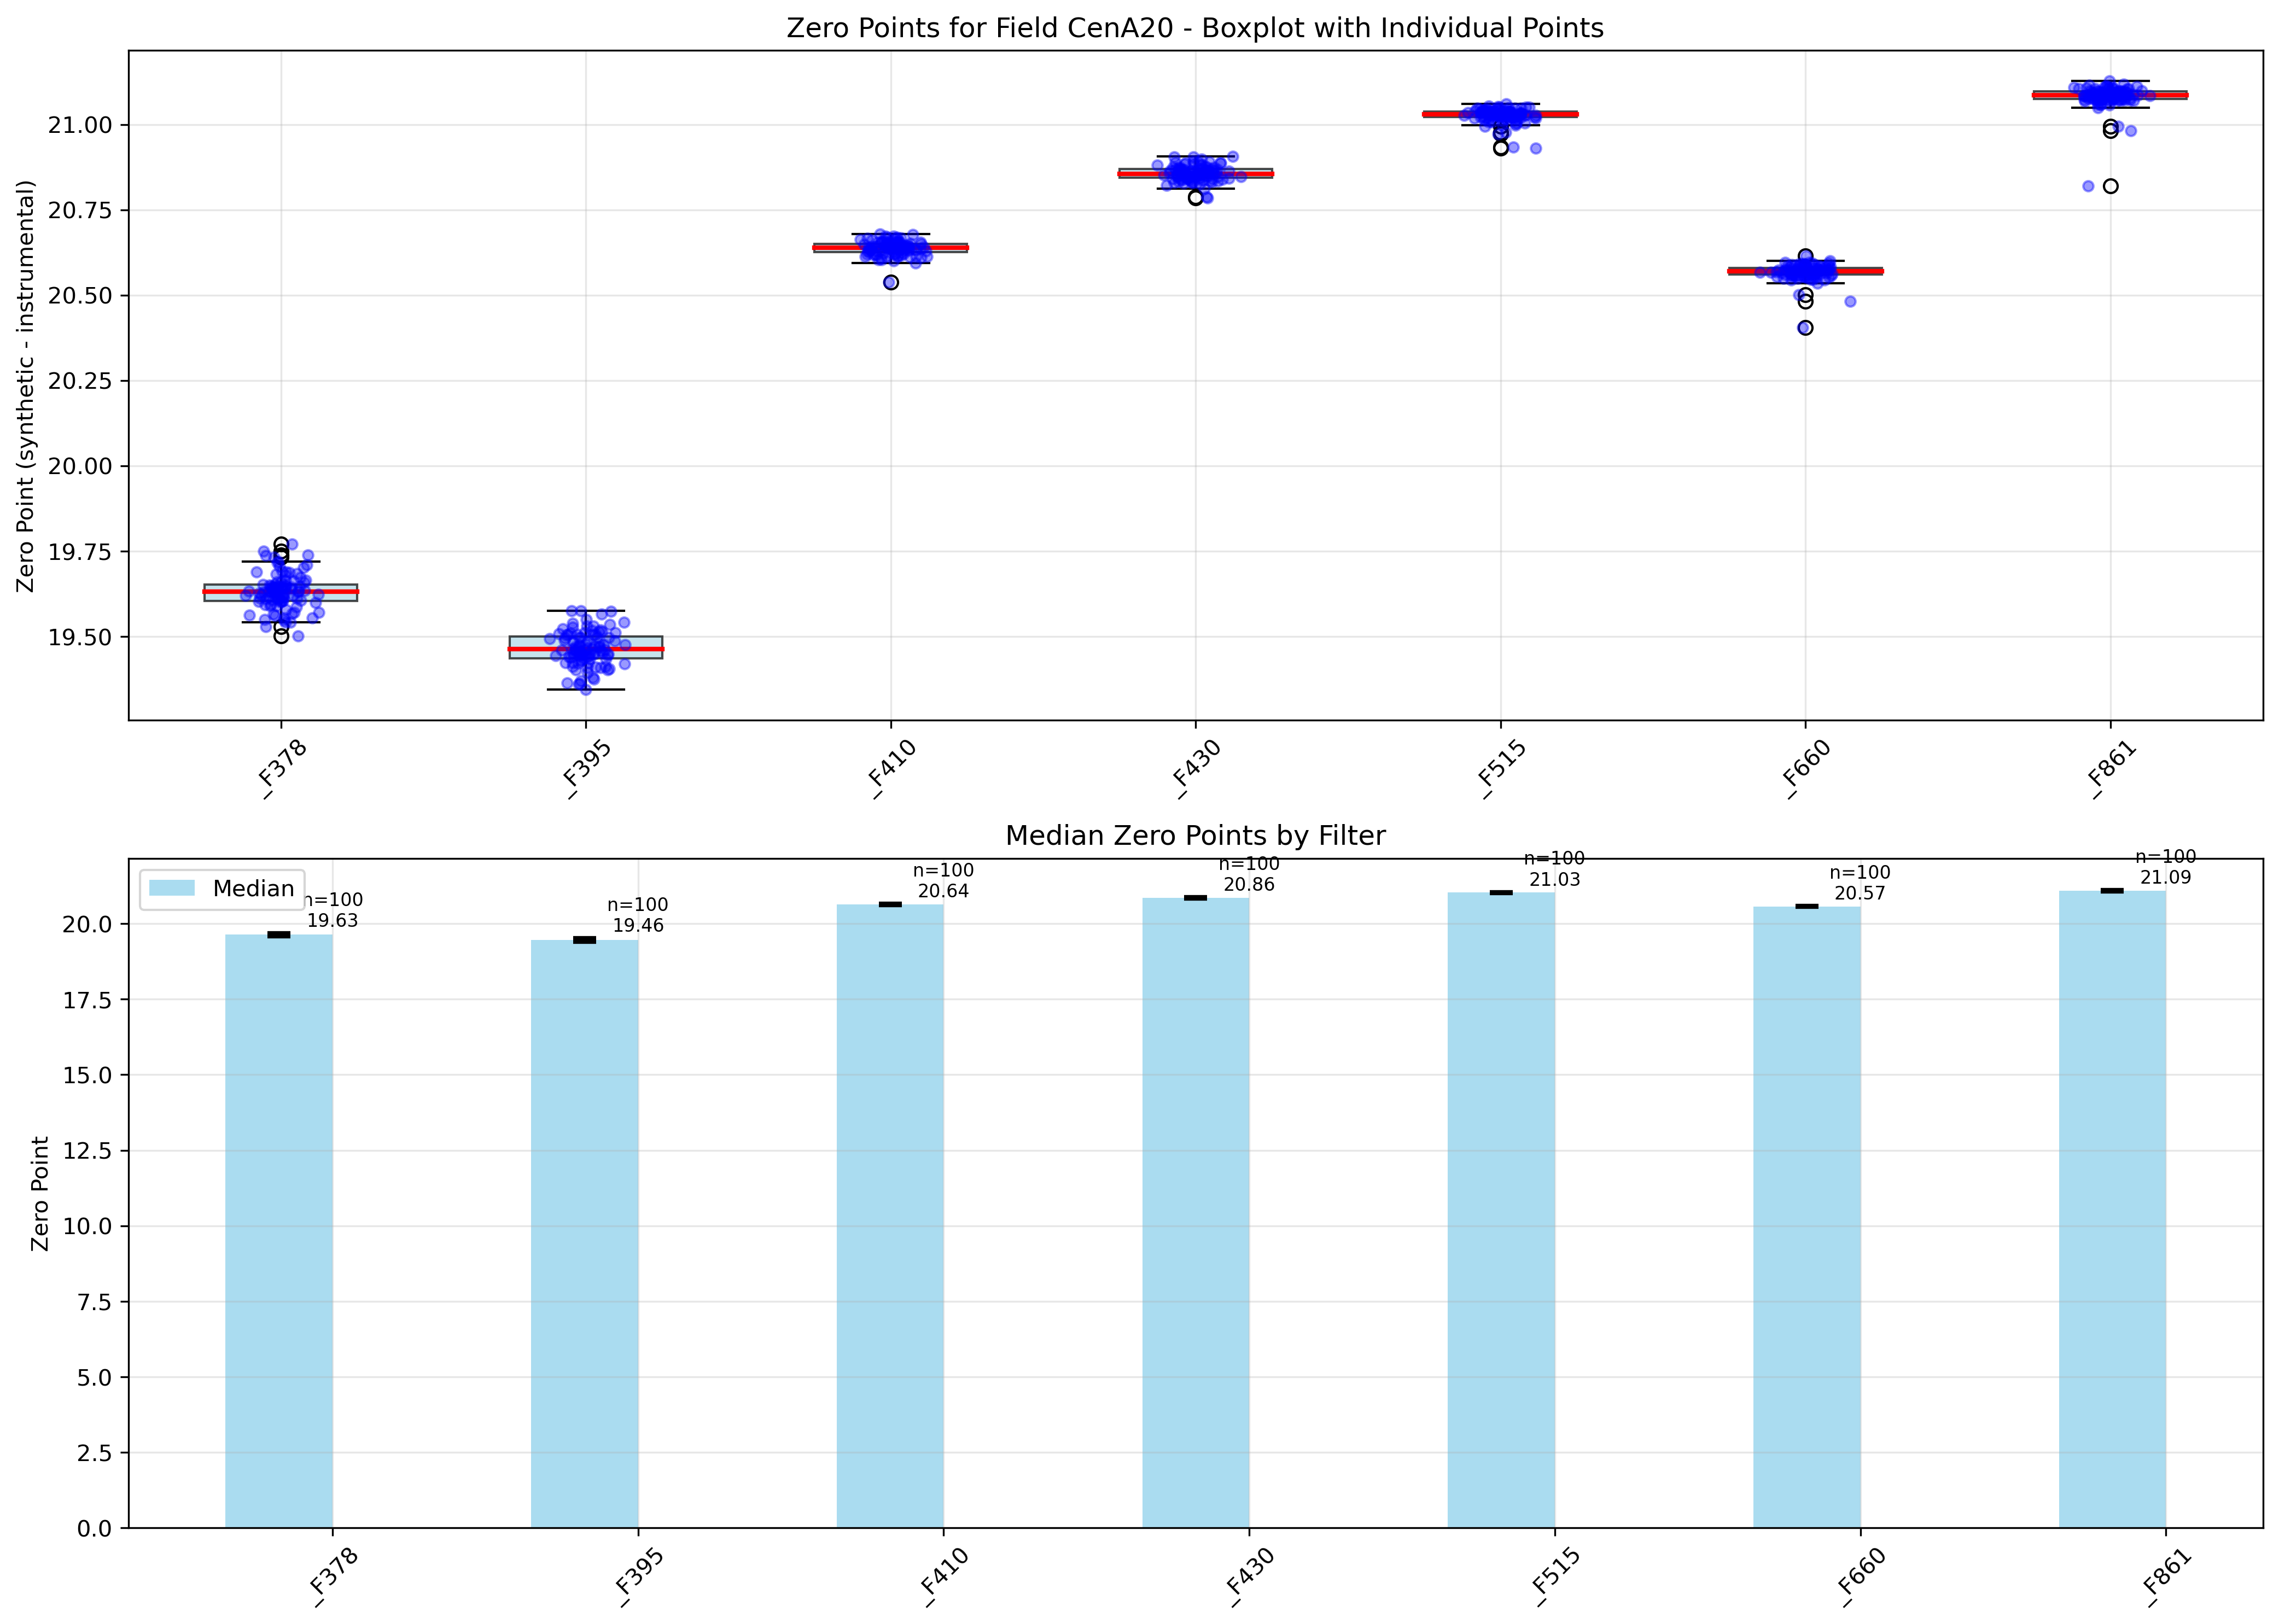 Zero Points for Field CenA20 - Boxplot with Individual Points
Zero Point (synthetic - instrumental)
21.00
20.75
20.50
20.25
20.00
19.75
19.50
_F378
_F395
_F410
_F430
_F515
_F660
_F861
Median Zero Points by Filter
Median
n=100
19.63
n=100
19.46
n=100
20.64
n=100
20.86
n=100
21.03
n=100
20.57
n=100
21.09
Zero Point
20.0
17.5
15.0
12.5
10.0
7.5
5.0
2.5
0.0
_F378
_F395
_F410
_F430
_F515
_F660
_F861